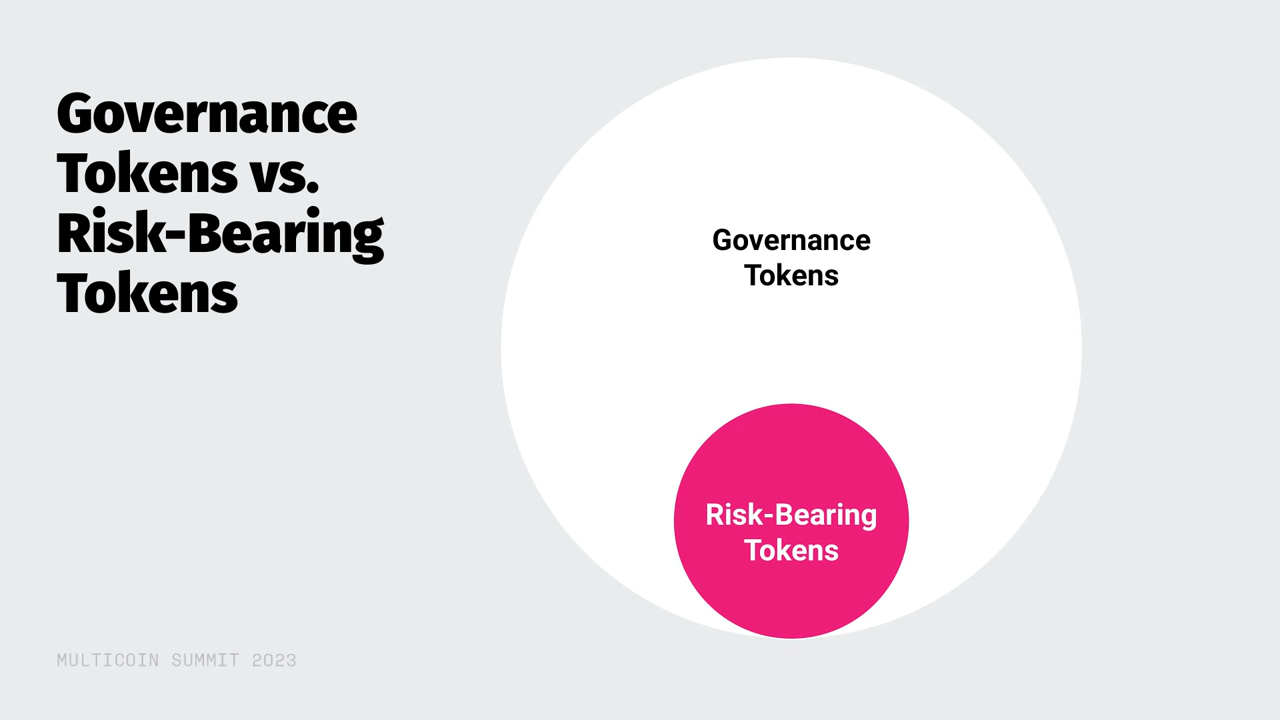 Governance
Tokens vs.
Risk-Bearing
Tokens
Governance
Tokens
Risk-Bearing
Tokens
MULTICOIN SUMMIT 2023